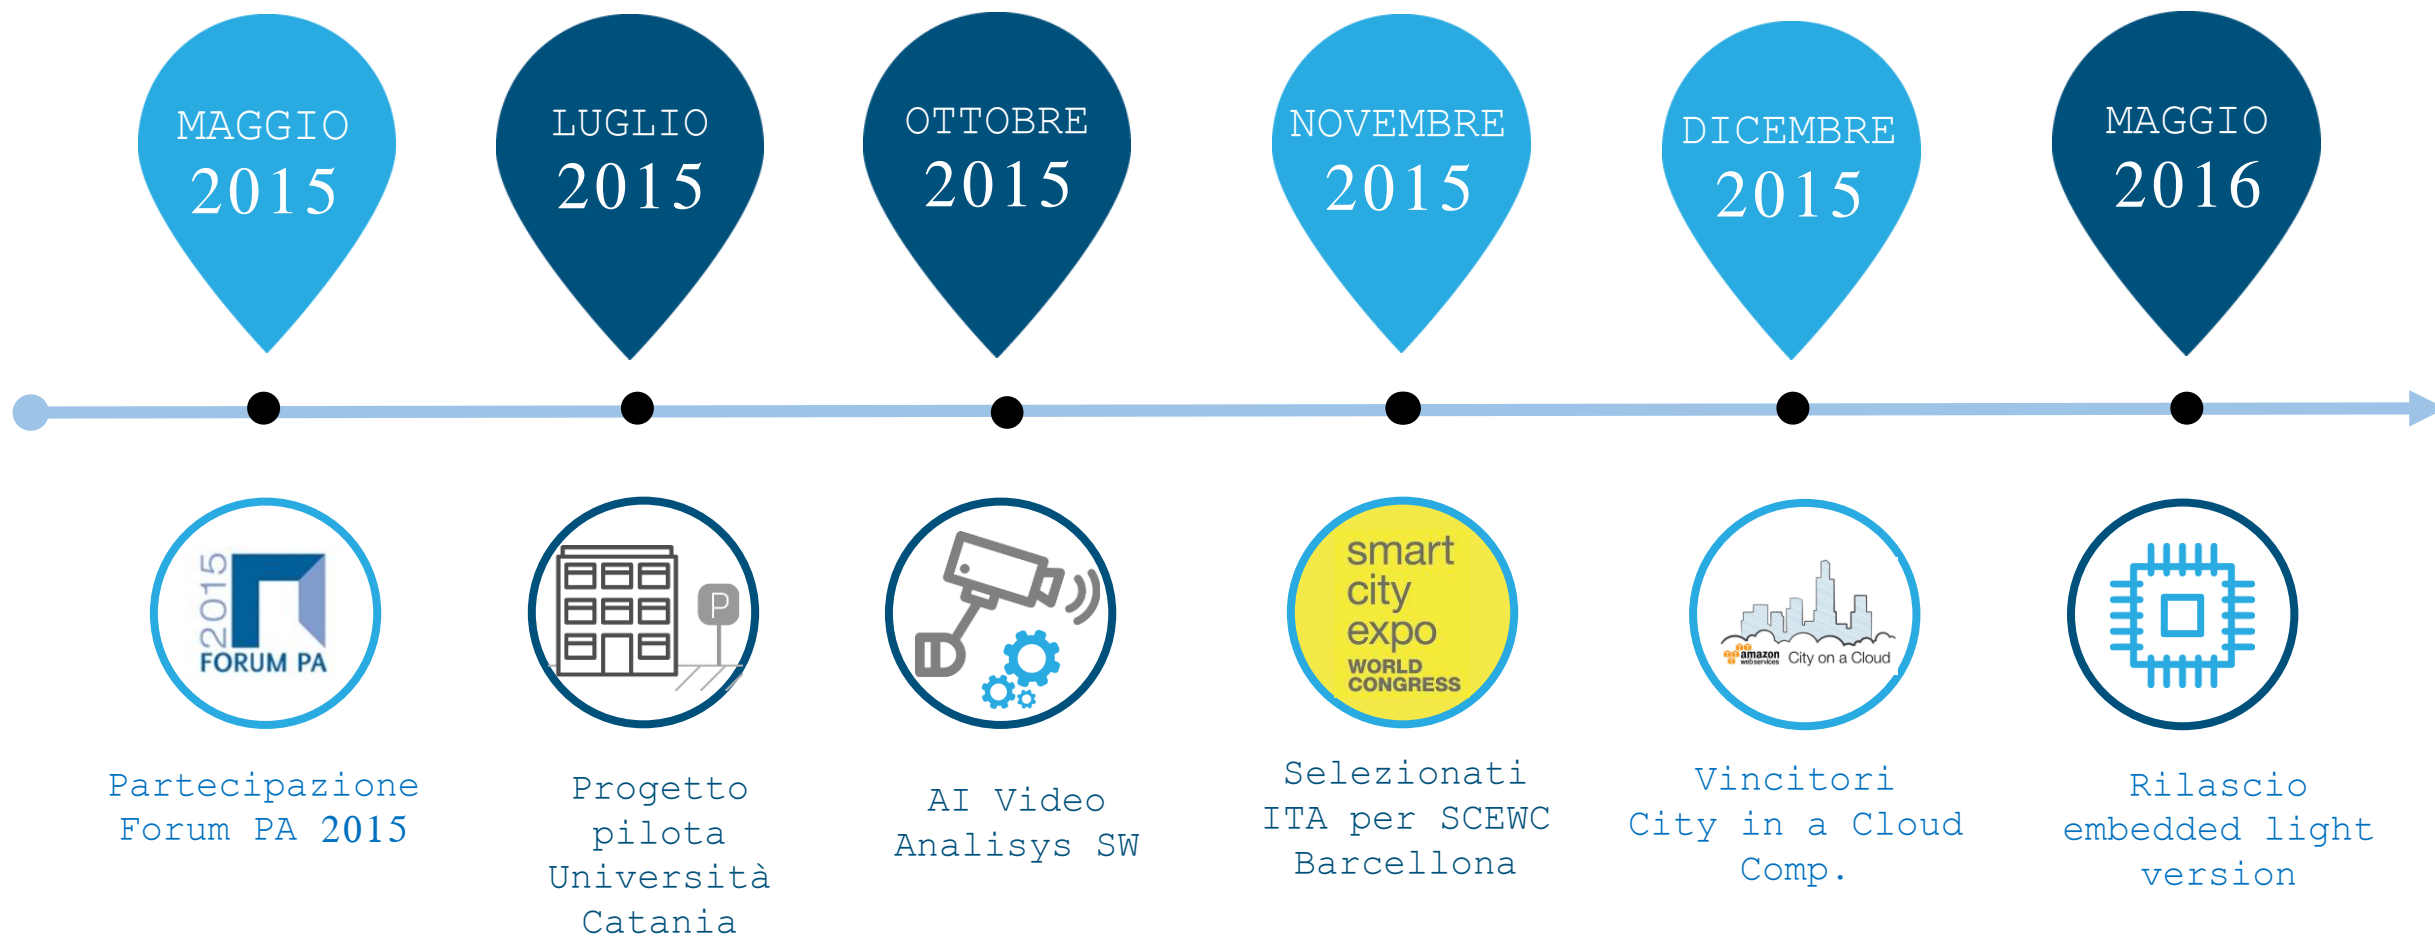 MAGGIO
2015
LUGLIO
2015
OTTOBRE
2015
NOVEMBRE
2015
DICEMBRE
2015
MAGGIO
2016
2015
FORUM PA
P
smart
city
expo
WORLD
CONGRESS
amazon
webservices
City on a Cloud
Partecipazione
Forum PA 2015
Progetto
pilota
Università
Catania
AI Video
Analisys SW
Selezionati
ITA per SCEWC
Barcellona
Vincitori
City in a Cloud
Comp.
Rilascio
embedded light
version